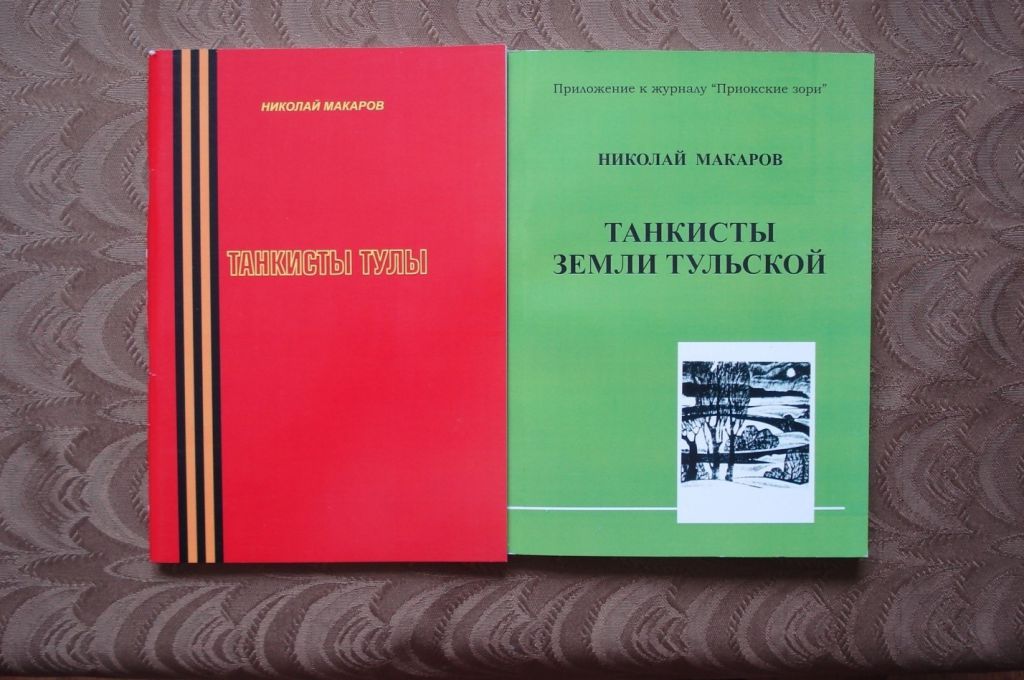 НИКОЛАЙ МАКАРОВ
ТАНКИСТЫ ТУЛЫ
Приложение к журналу "Приокские зори"
НИКОЛАЙ МАКАРОВ
ТАНКИСТЫ
ЗЕМЛИ ТУЛЬСКОЙ